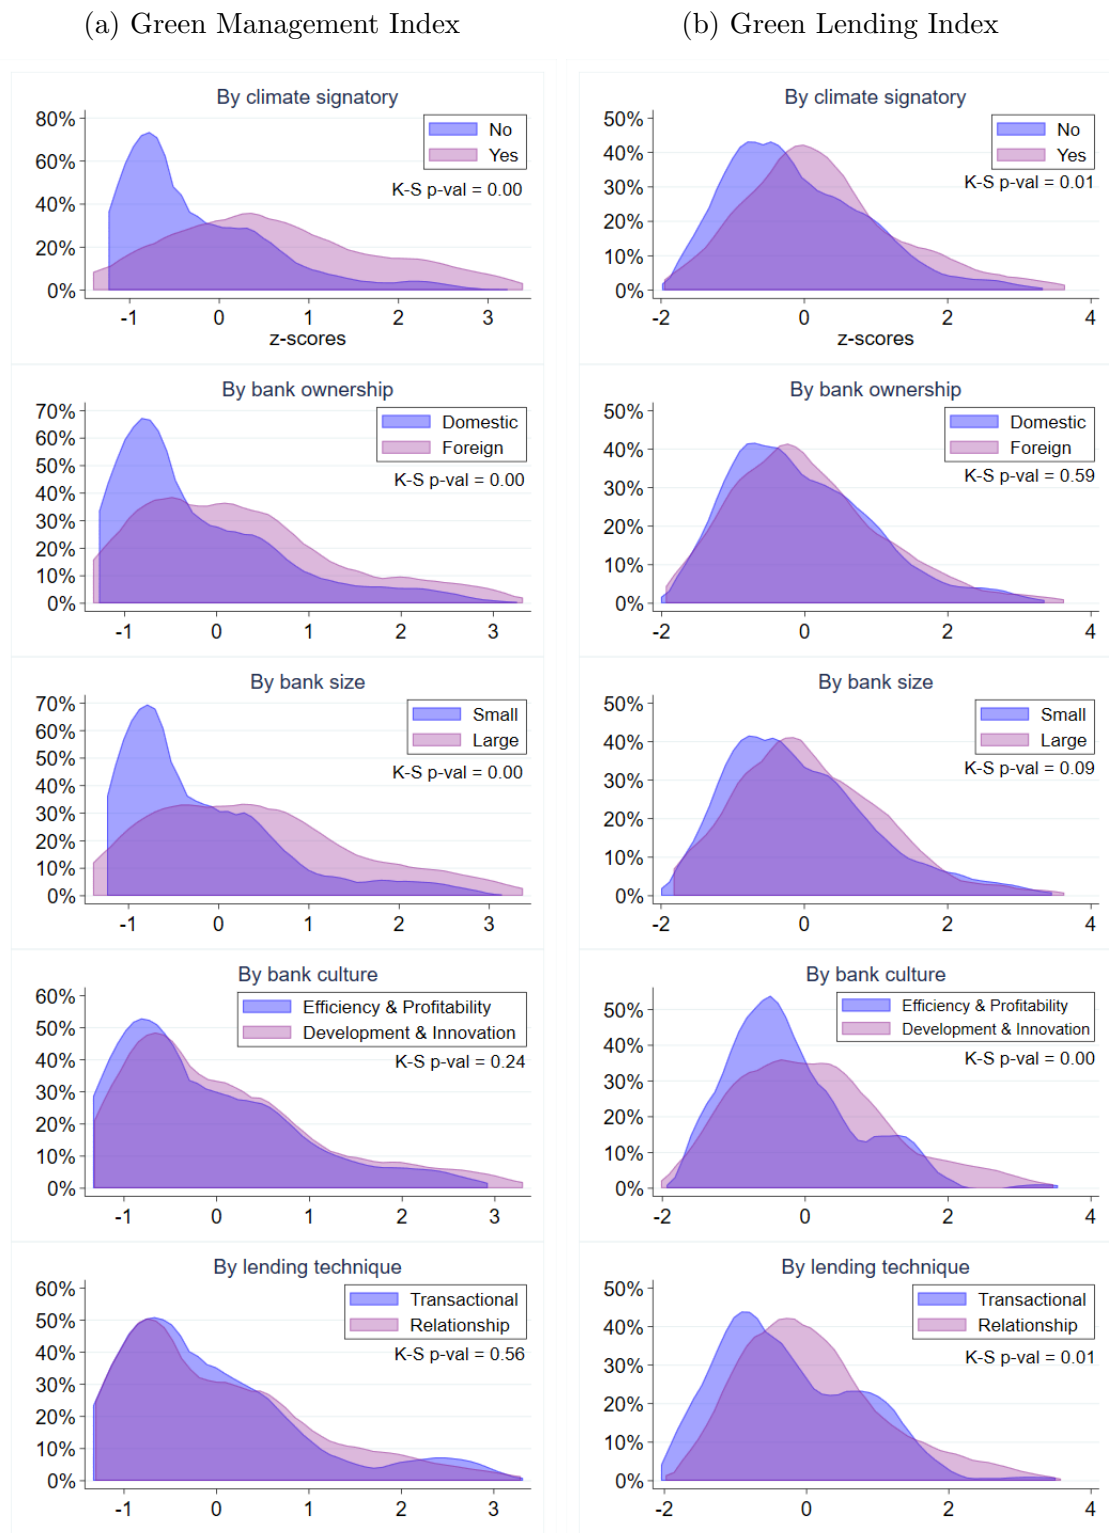 (a) Green Management Index
(b) Green Lending Index
By climate signatory
80%
60%
40%
20%
0%
No
Yes
K-S p-val = 0.00
-1 0 1 2 3
z-scores
By climate signatory
50%
40%
30%
20%
10%
0%
No
Yes
K-S p-val = 0.01
-2 0 2 4
z-scores
By bank ownership
70%
60%
50%
40%
30%
20%
10%
0%
Domestic
Foreign
K-S p-val = 0.00
-1 0 1 2 3
By bank ownership
50%
40%
30%
20%
10%
0%
Domestic
Foreign
K-S p-val = 0.59
-2 0 2 4
By bank size
70%
60%
50%
40%
30%
20%
10%
0%
Small
Large
K-S p-val = 0.00
-1 0 1 2 3
By bank size
50%
40%
30%
20%
10%
0%
Small
Large
K-S p-val = 0.09
-2 0 2 4
By bank culture
60%
50%
40%
30%
20%
10%
0%
Efficiency & Profitability
Development & Innovation
K-S p-val = 0.24
-1 0 1 2 3
By bank culture
50%
40%
30%
20%
10%
0%
Efficiency & Profitability
Development & Innovation
K-S p-val = 0.00
-2 0 2 4
By lending technique
60%
50%
40%
30%
20%
10%
0%
Transactional
Relationship
K-S p-val = 0.56
-1 0 1 2 3
By lending technique
50%
40%
30%
20%
10%
0%
Transactional
Relationship
K-S p-val = 0.01
-2 0 2 4